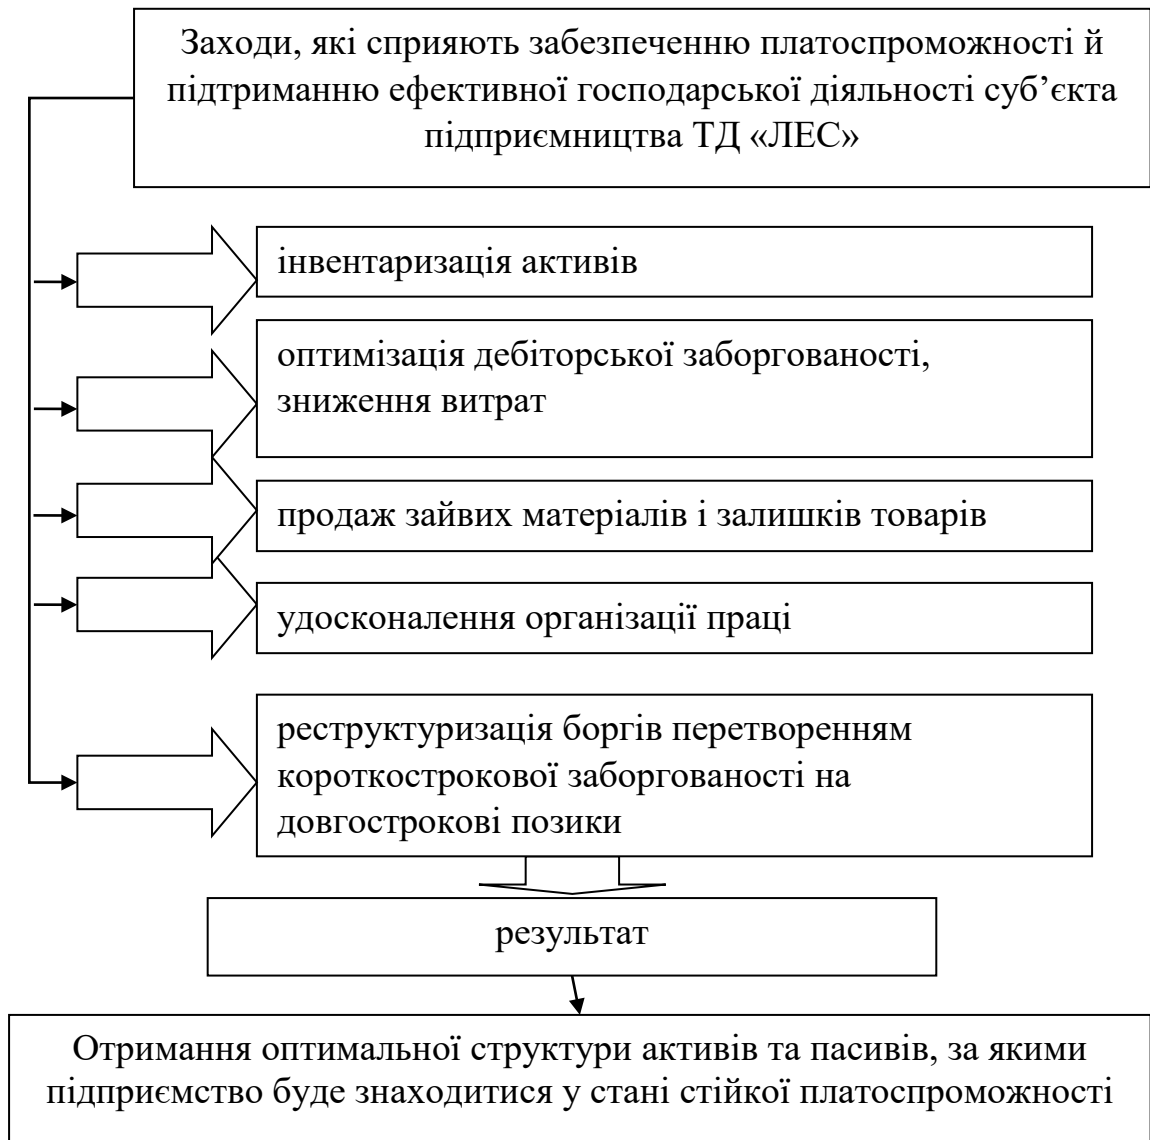 Заходи, які сприяють забезпеченню платоспроможності й
підтриманню ефективної господарської діяльності суб’єкта
підприємництва ТД «ЛЕС»
інвентаризація активів
оптимізація дебіторської заборгованості,
зниження витрат
продаж зайвих матеріалів і залишків товарів
удосконалення організації праці
реструктуризація боргів перетворенням
короткострокової заборгованості на
довгострокові позики
результат
Отримання оптимальної структури активів та пасивів, за якими
підприємство буде знаходитися у стані стійкої платоспроможності